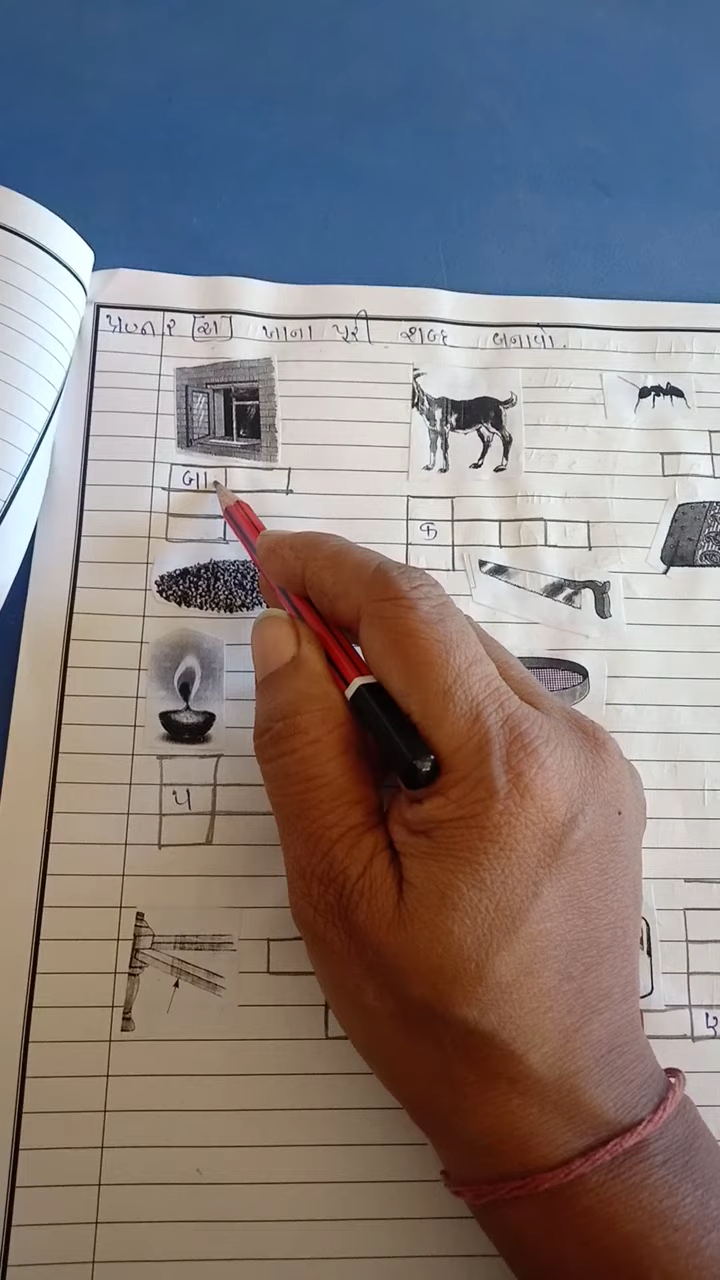 પ્રશ્ન ૨ [અ] ખાના પૂરી શબ્દ બનાવો.
બા
ક
પ